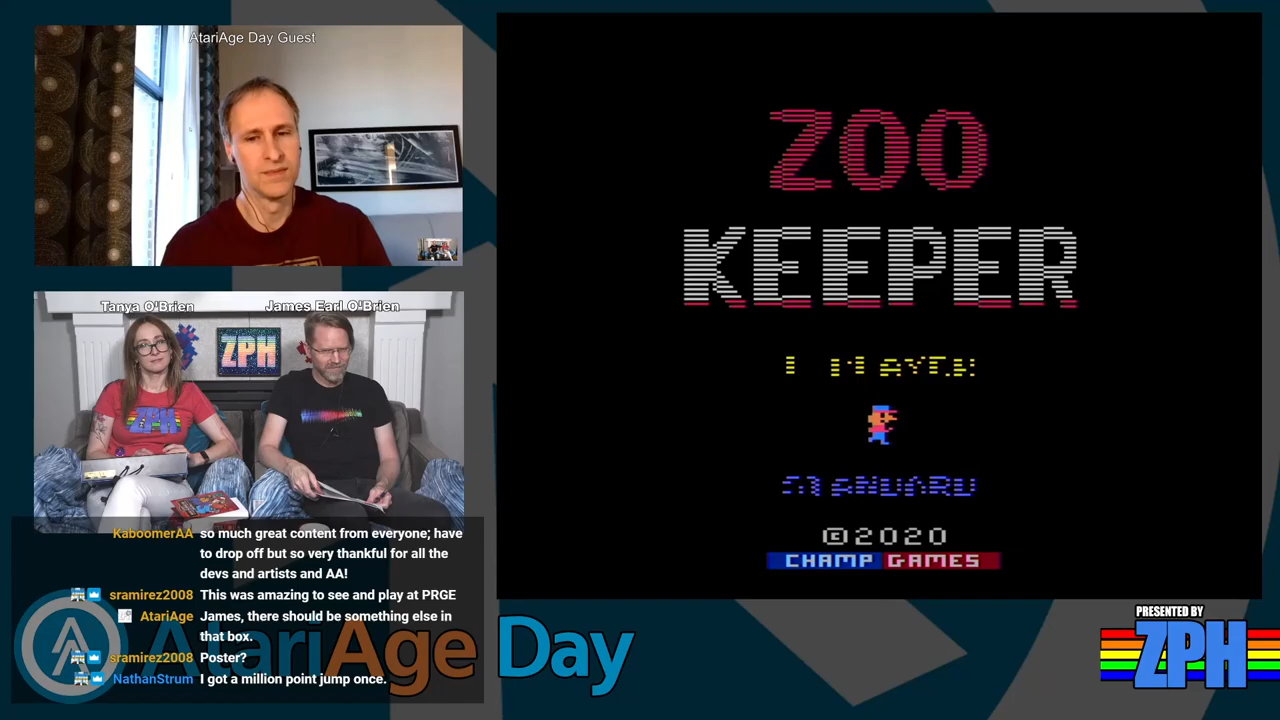 AtariAge Day Guest
Tanya O'Brien
James Earl O'Brien
ZPH
ZPH
KaboomerAA so much great content from everyone; have
to drop off but so very thankful for all the
devs and artists and AA!
sramirez2008 This was amazing to see and play at PRGE
AtariAge James, there should be something else in
that box.
sramirez2008 Poster?
NathanStrum I got a million point jump once.
AtariAge Day
ZOO
KEEPER
1 PLAYER
STANDARD
©2020
CHAMP GAMES
PRESENTED BY
ZPH